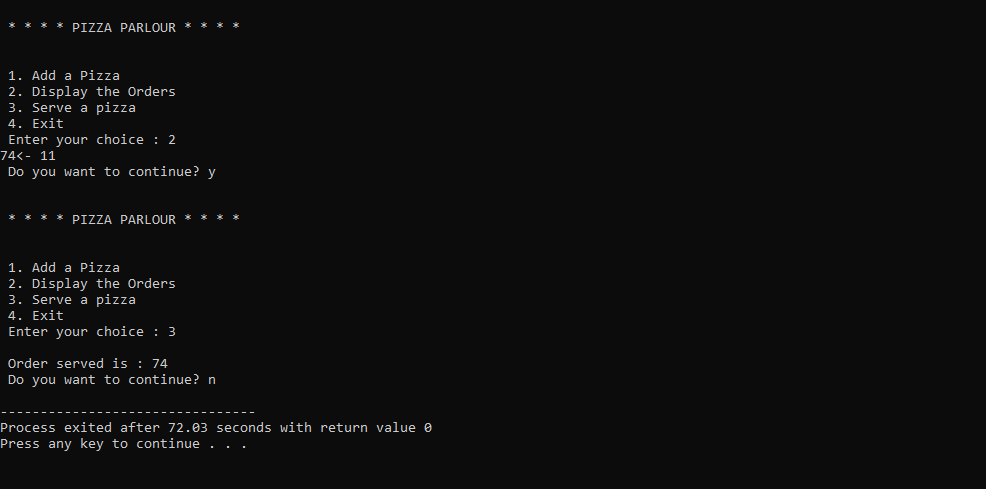 * * * * PIZZA PARLOUR * * * *
1. Add a Pizza
2. Display the Orders
3. Serve a pizza
4. Exit
Enter your choice : 2
74<- 11
Do you want to continue? y
* * * * PIZZA PARLOUR * * * *
1. Add a Pizza
2. Display the Orders
3. Serve a pizza
4. Exit
Enter your choice : 3
Order served is : 74
Do you want to continue? n
--------------------------------
Process exited after 72.03 seconds with return value 0
Press any key to continue . . .